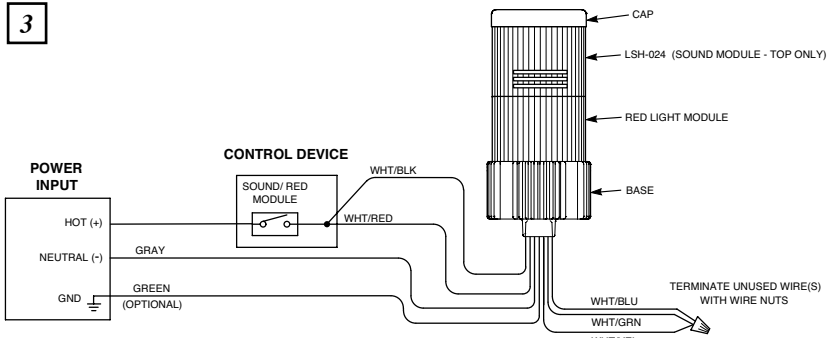 3
CAP
LSH-024 (SOUND MODULE - TOP ONLY)
RED LIGHT MODULE
BASE
POWER
INPUT
CONTROL DEVICE
SOUND/ RED
MODULE
WHT/BLK
WHT/RED
HOT (+)
NEUTRAL (-)
GRAY
GND
GREEN
(OPTIONAL)
TERMINATE UNUSED WIRE(S)
WITH WIRE NUTS
WHT/BLU
WHT/GRN